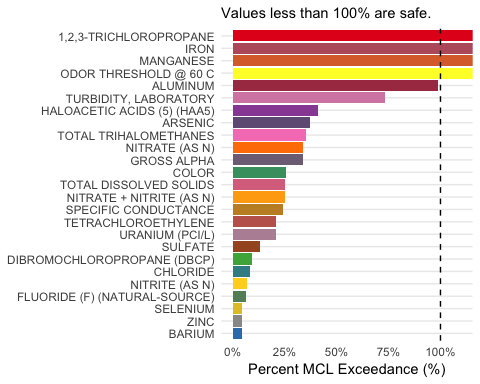 Values less than 100% are safe.
1,2,3-TRICHLOROPROPANE
IRON
MANGANESE
ODOR THRESHOLD @ 60 C
ALUMINUM
TURBIDITY, LABORATORY
HALOACETIC ACIDS (5) (HAA5)
ARSENIC
TOTAL TRIHALOMETHANES
NITRATE (AS N)
GROSS ALPHA
COLOR
TOTAL DISSOLVED SOLIDS
NITRATE + NITRITE (AS N)
SPECIFIC CONDUCTANCE
TETRACHLOROETHYLENE
URANIUM (PCI/L)
SULFATE
DIBROMOCHLOROPROPANE (DBCP)
CHLORIDE
NITRITE (AS N)
FLUORIDE (F) (NATURAL-SOURCE)
SELENIUM
ZINC
BARIUM
0% 25% 50% 75% 100%
Percent MCL Exceedance (%)